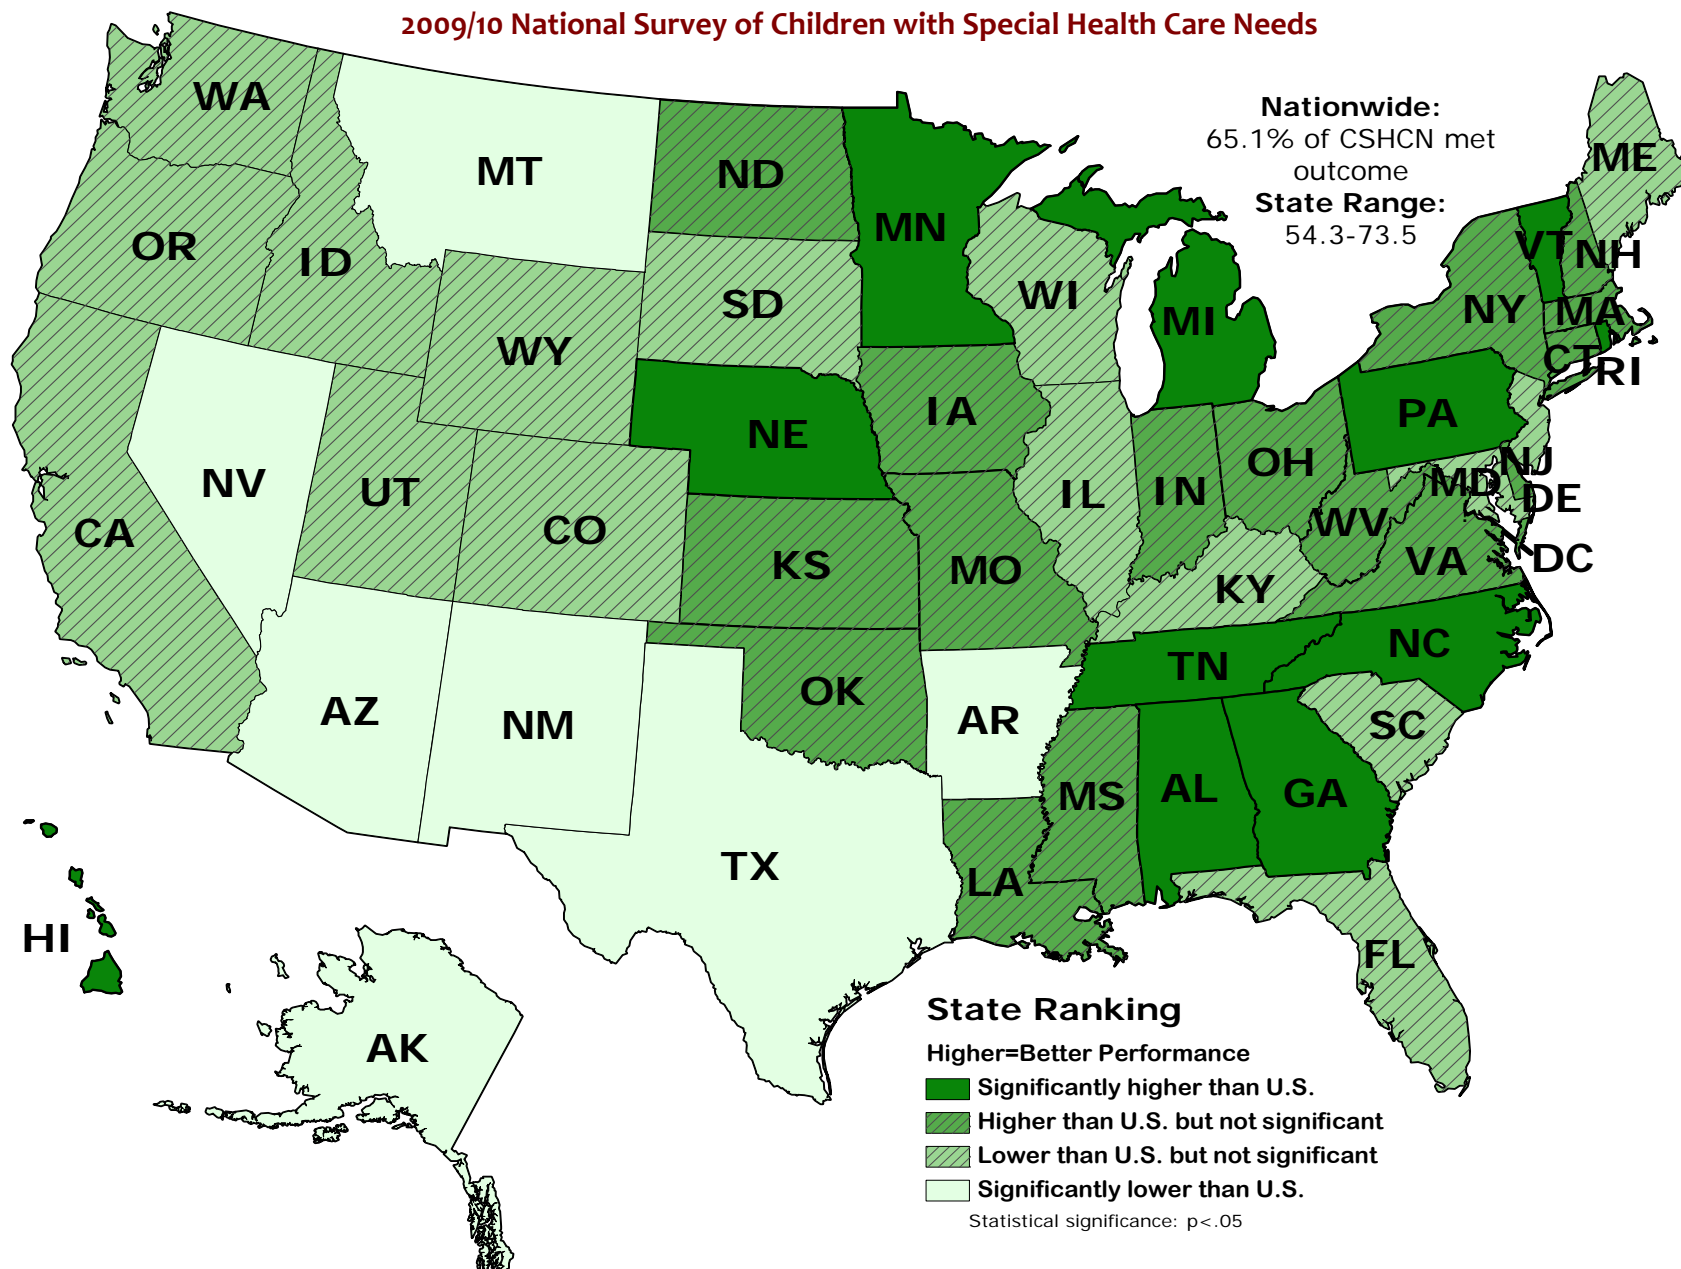 2009/10 National Survey of Children with Special Health Care Needs
Nationwide:
65.1% of CSHCN met
outcome
State Range:
54.3-73.5
WA
MT
ND
MN
ME
OR
ID
SD
WI
MI
VT
NH
NY
MA
WY
CT
RI
IA
PA
NE
NV
UT
CO
IL
IN
OH
NJ
MD
DE
CA
KS
MO
WV
VA
DC
KY
NC
TN
AZ
NM
OK
AR
SC
MS
AL
GA
TX
LA
HI
FL
AK
State Ranking
Higher=Better Performance
Significantly higher than U.S.
Higher than U.S. but not significant
Lower than U.S. but not significant
Significantly lower than U.S.
Statistical significance: p<.05